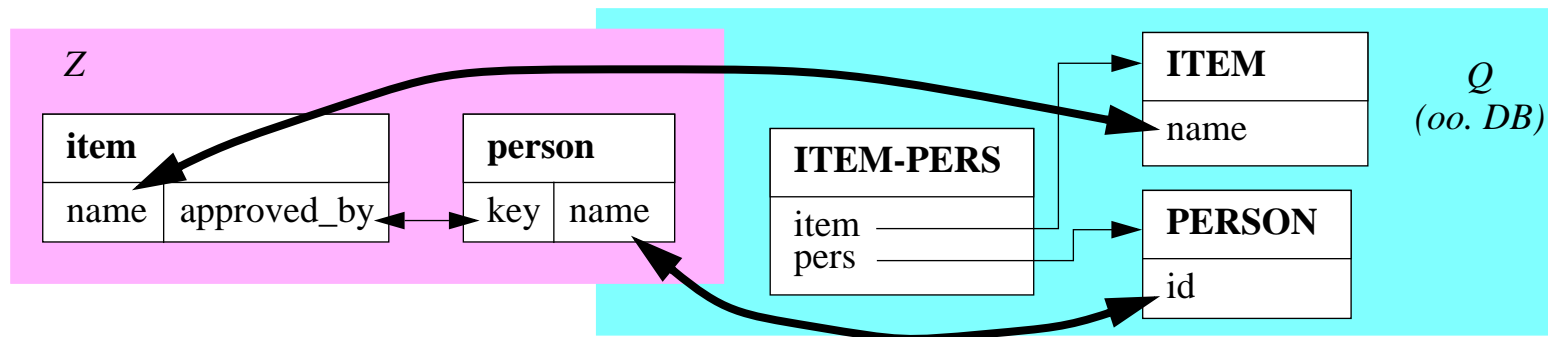 Z
item
name approved_by
person
key name
ITEM-PERS
item
pers
ITEM
name
PERSON
id
Q
(oo. DB)